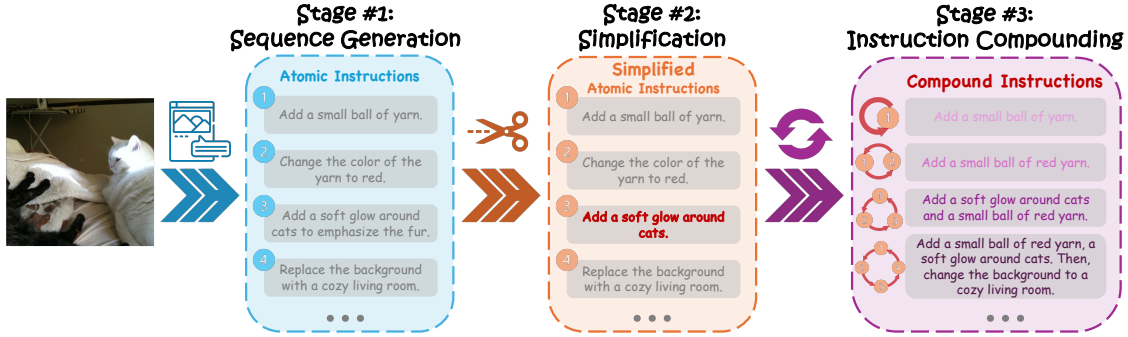 Stage #1:
Sequence Generation
Atomic Instructions
1
Add a small ball of yarn.
2
Change the color of the
yarn to red.
3
Add a soft glow around
cats to emphasize the fur.
4
Replace the background
with a cozy living room.
Stage #2:
Simplification
Simplified
Atomic Instructions
1
Add a small ball of yarn.
2
Change the color of the
yarn to red.
3
Add a soft glow around
cats.
4
Replace the background
with a cozy living room.
Stage #3:
Instruction Compounding
Compound Instructions
1
Add a small ball of yarn.
1 2
Add a small ball of red yarn.
Add a soft glow around cats
and a small ball of red yarn.
Add a small ball of red yarn, a
soft glow around cats. Then,
change the background to a
cozy living room.